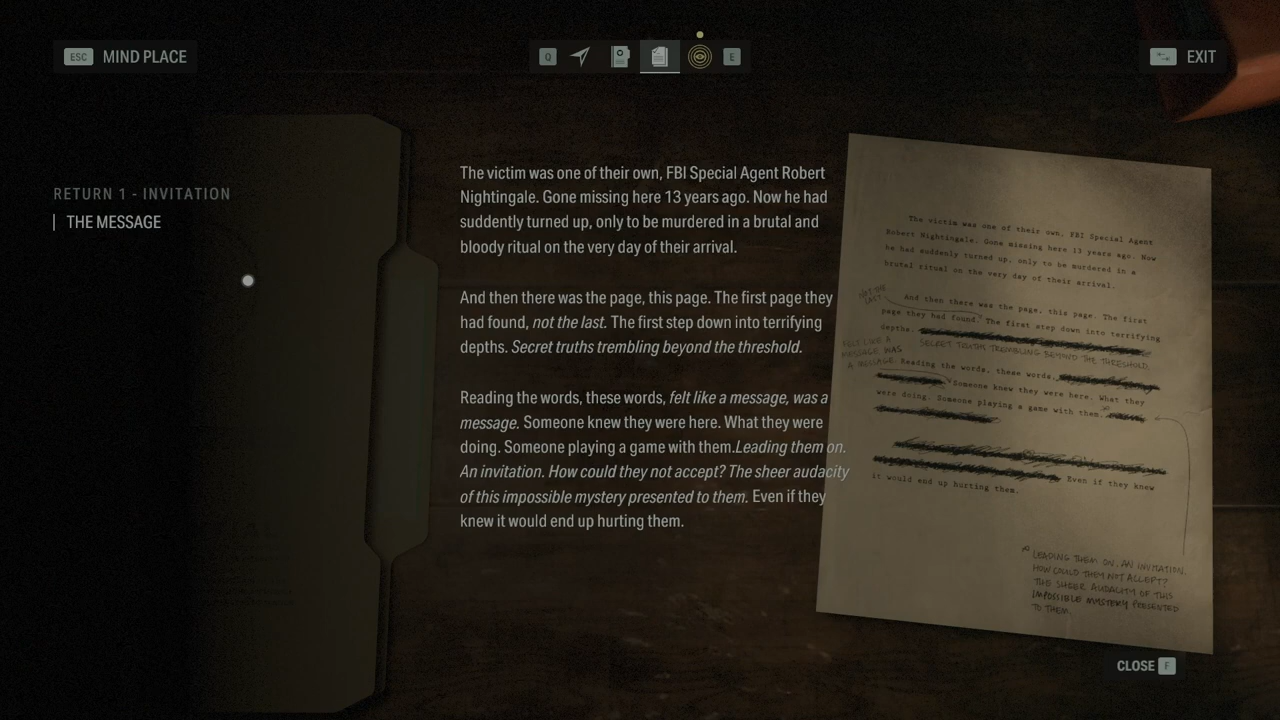 ESC MIND PLACE
Q
E
EXIT
RETURN 1 - INVITATION
THE MESSAGE
The victim was one of their own, FBI Special Agent Robert
Nightingale. Gone missing here 13 years ago. Now he had
suddenly turned up, only to be murdered in a brutal and
bloody ritual on the very day of their arrival.
And then there was the page, this page. The first page they
had found, not the last. The first step down into terrifying
depths. Secret truths trembling beyond the threshold.
Reading the words, these words, felt like a message, was a
message. Someone knew they were here. What they were
doing. Someone playing a game with them.Leading them on.
An invitation. How could they not accept? The sheer audacity
of this impossible mystery presented to them. Even if they
knew it would end up hurting them.
The victim was one of their own, FBI Special Agent
Robert Nightingale. Gone missing here 13 years ago. Now
he had suddenly turned up, only to be murdered in a
brutal ritual on the very day of their arrival.
NOT THE
LAST
And then there was the page, this page. The first
page they had found. The first step down into terrifying
depths.
SECRET TRUTHS TREMBLING BEYOND THE THRESHOLD.
FELT LIKE A
MESSAGE WAS
A MESSAGE.
Reading the words, these words,
Someone knew they were here. What they
were doing. Someone playing a game with them.
Even if they knew
it would end up hurting them.
LEADING THEM ON. AN INVITATION.
HOW COULD THEY NOT ACCEPT?
THE SHEER AUDACITY OF THIS
IMPOSSIBLE MYSTERY PRESENTED
TO THEM.
CLOSE F